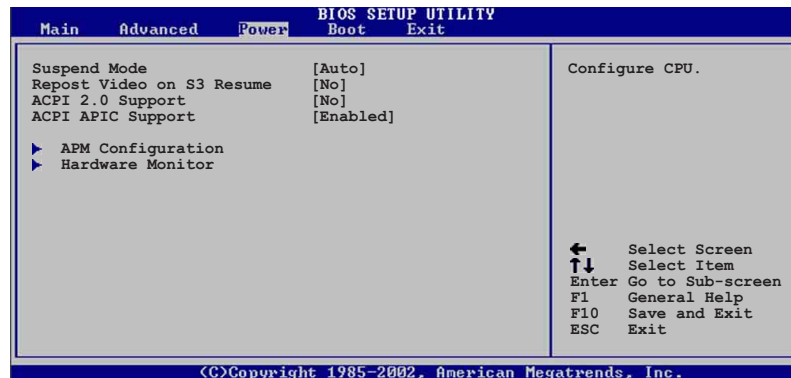 BIOS SETUP UTILITY
Main Advanced Power Boot Exit
Suspend Mode [Auto]
Repost Video on S3 Resume [No]
ACPI 2.0 Support [No]
ACPI APIC Support [Enabled]
APM Configuration
Hardware Monitor
Configure CPU.
← Select Screen
↑↓ Select Item
Enter Go to Sub-screen
F1 General Help
F10 Save and Exit
ESC Exit
(C)Copyright 1985-2002, American Megatrends, Inc.